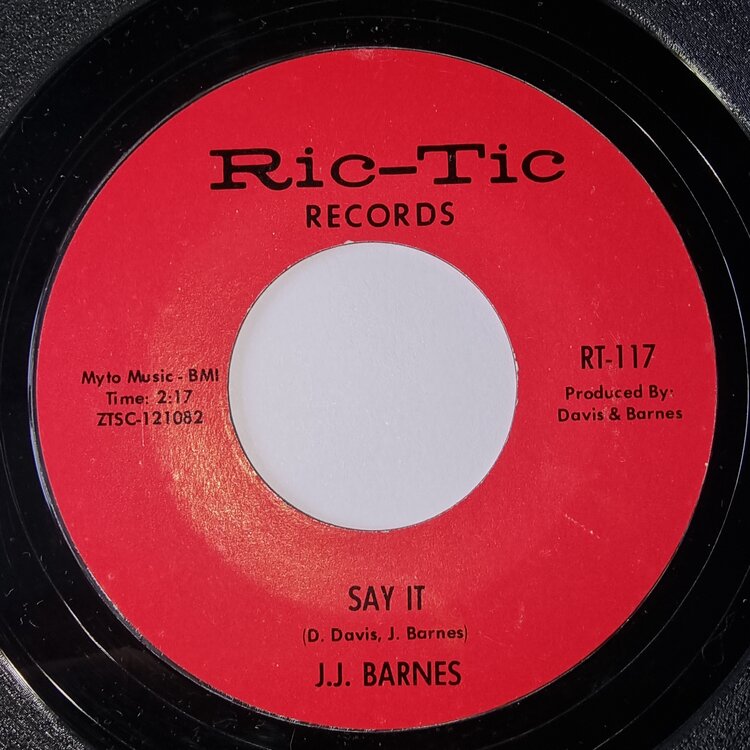 Ric-Tic
RECORDS
Myto Music - BMI
Time: 2:17
ZTSC-121082
RT-117
Produced By:
Davis & Barnes
SAY IT
(D. Davis, J. Barnes)
J.J. BARNES